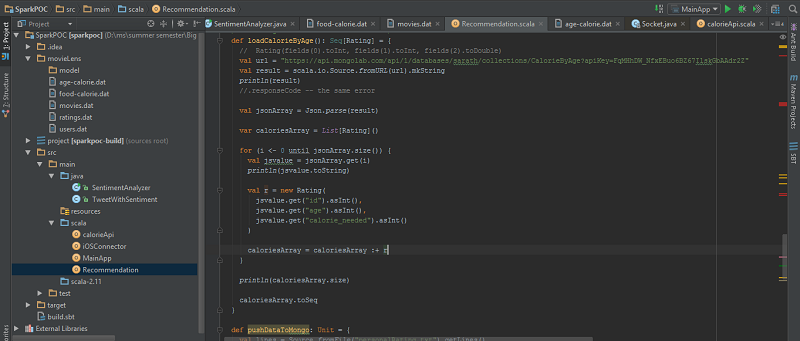 SparkPOC
src
main
scala
Recommendation.scala
MainApp
Project
SentimentAnalyzer.java
food-calorie.dat
movies.dat
Recommendation.scala
age-calorie.dat
Socket.java
calorieApi.scala
SparkPOC [sparkpoc]
.idea
movieLens
model
age-calorie.dat
food-calorie.dat
movies.dat
ratings.dat
users.dat
project [sparkpoc-build] (sources root)
src
main
java
SentimentAnalyzer
TweetWithSentiment
resources
scala
calorieApi
iOSConnector
MainApp
Recommendation
scala-2.11
test
target
build.sbt
External Libraries
1: Project
7: Structure
Ant Build
Maven Projects
SBT
def loadCalorieByAge(): Seq[Rating] = {
// Rating(fields(0).toInt, fields(1).toInt, fields(2).toDouble)
val url = "https://api.mongolab.com/api/1/databases/sarath/collections/CalorieByAge?apiKey=
val result = scala.io.Source.fromURL(url).mkString
println(result)
//.responseCode -- the same error
val jsonArray = Json.parse(result)
var caloriesArray = List[Rating]()
for (i <- 0 until jsonArray.size()) {
val jsvalue = jsonArray.get(i)
println(jsvalue.toString)
val r = new Rating(
jsvalue.get("id").asInt(),
jsvalue.get("age").asInt(),
jsvalue.get("calorie_needed").asInt()
)
caloriesArray = caloriesArray :+ r
}
println(caloriesArray.size)
caloriesArray.toSeq
}
def pushDataToMongo: Unit = {